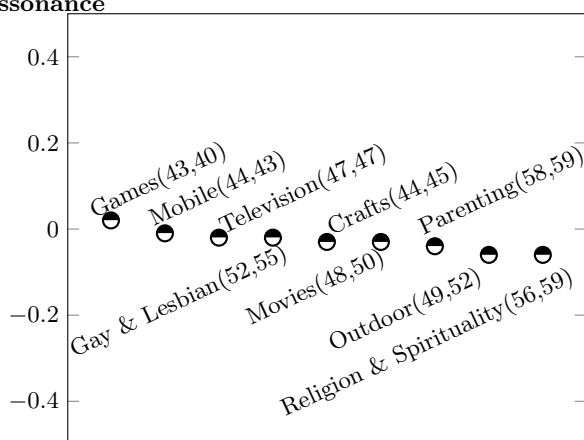 ssonance
0.4
0.2
0
−0.2
−0.4
Games(43,40)
Mobile(44,43)
Television(47,47)
Crafts(44,45)
Parenting(58,59)
Gay & Lesbian(52,55)
Movies(48,50)
Outdoor(49,52)
Religion & Spirituality(56,59)